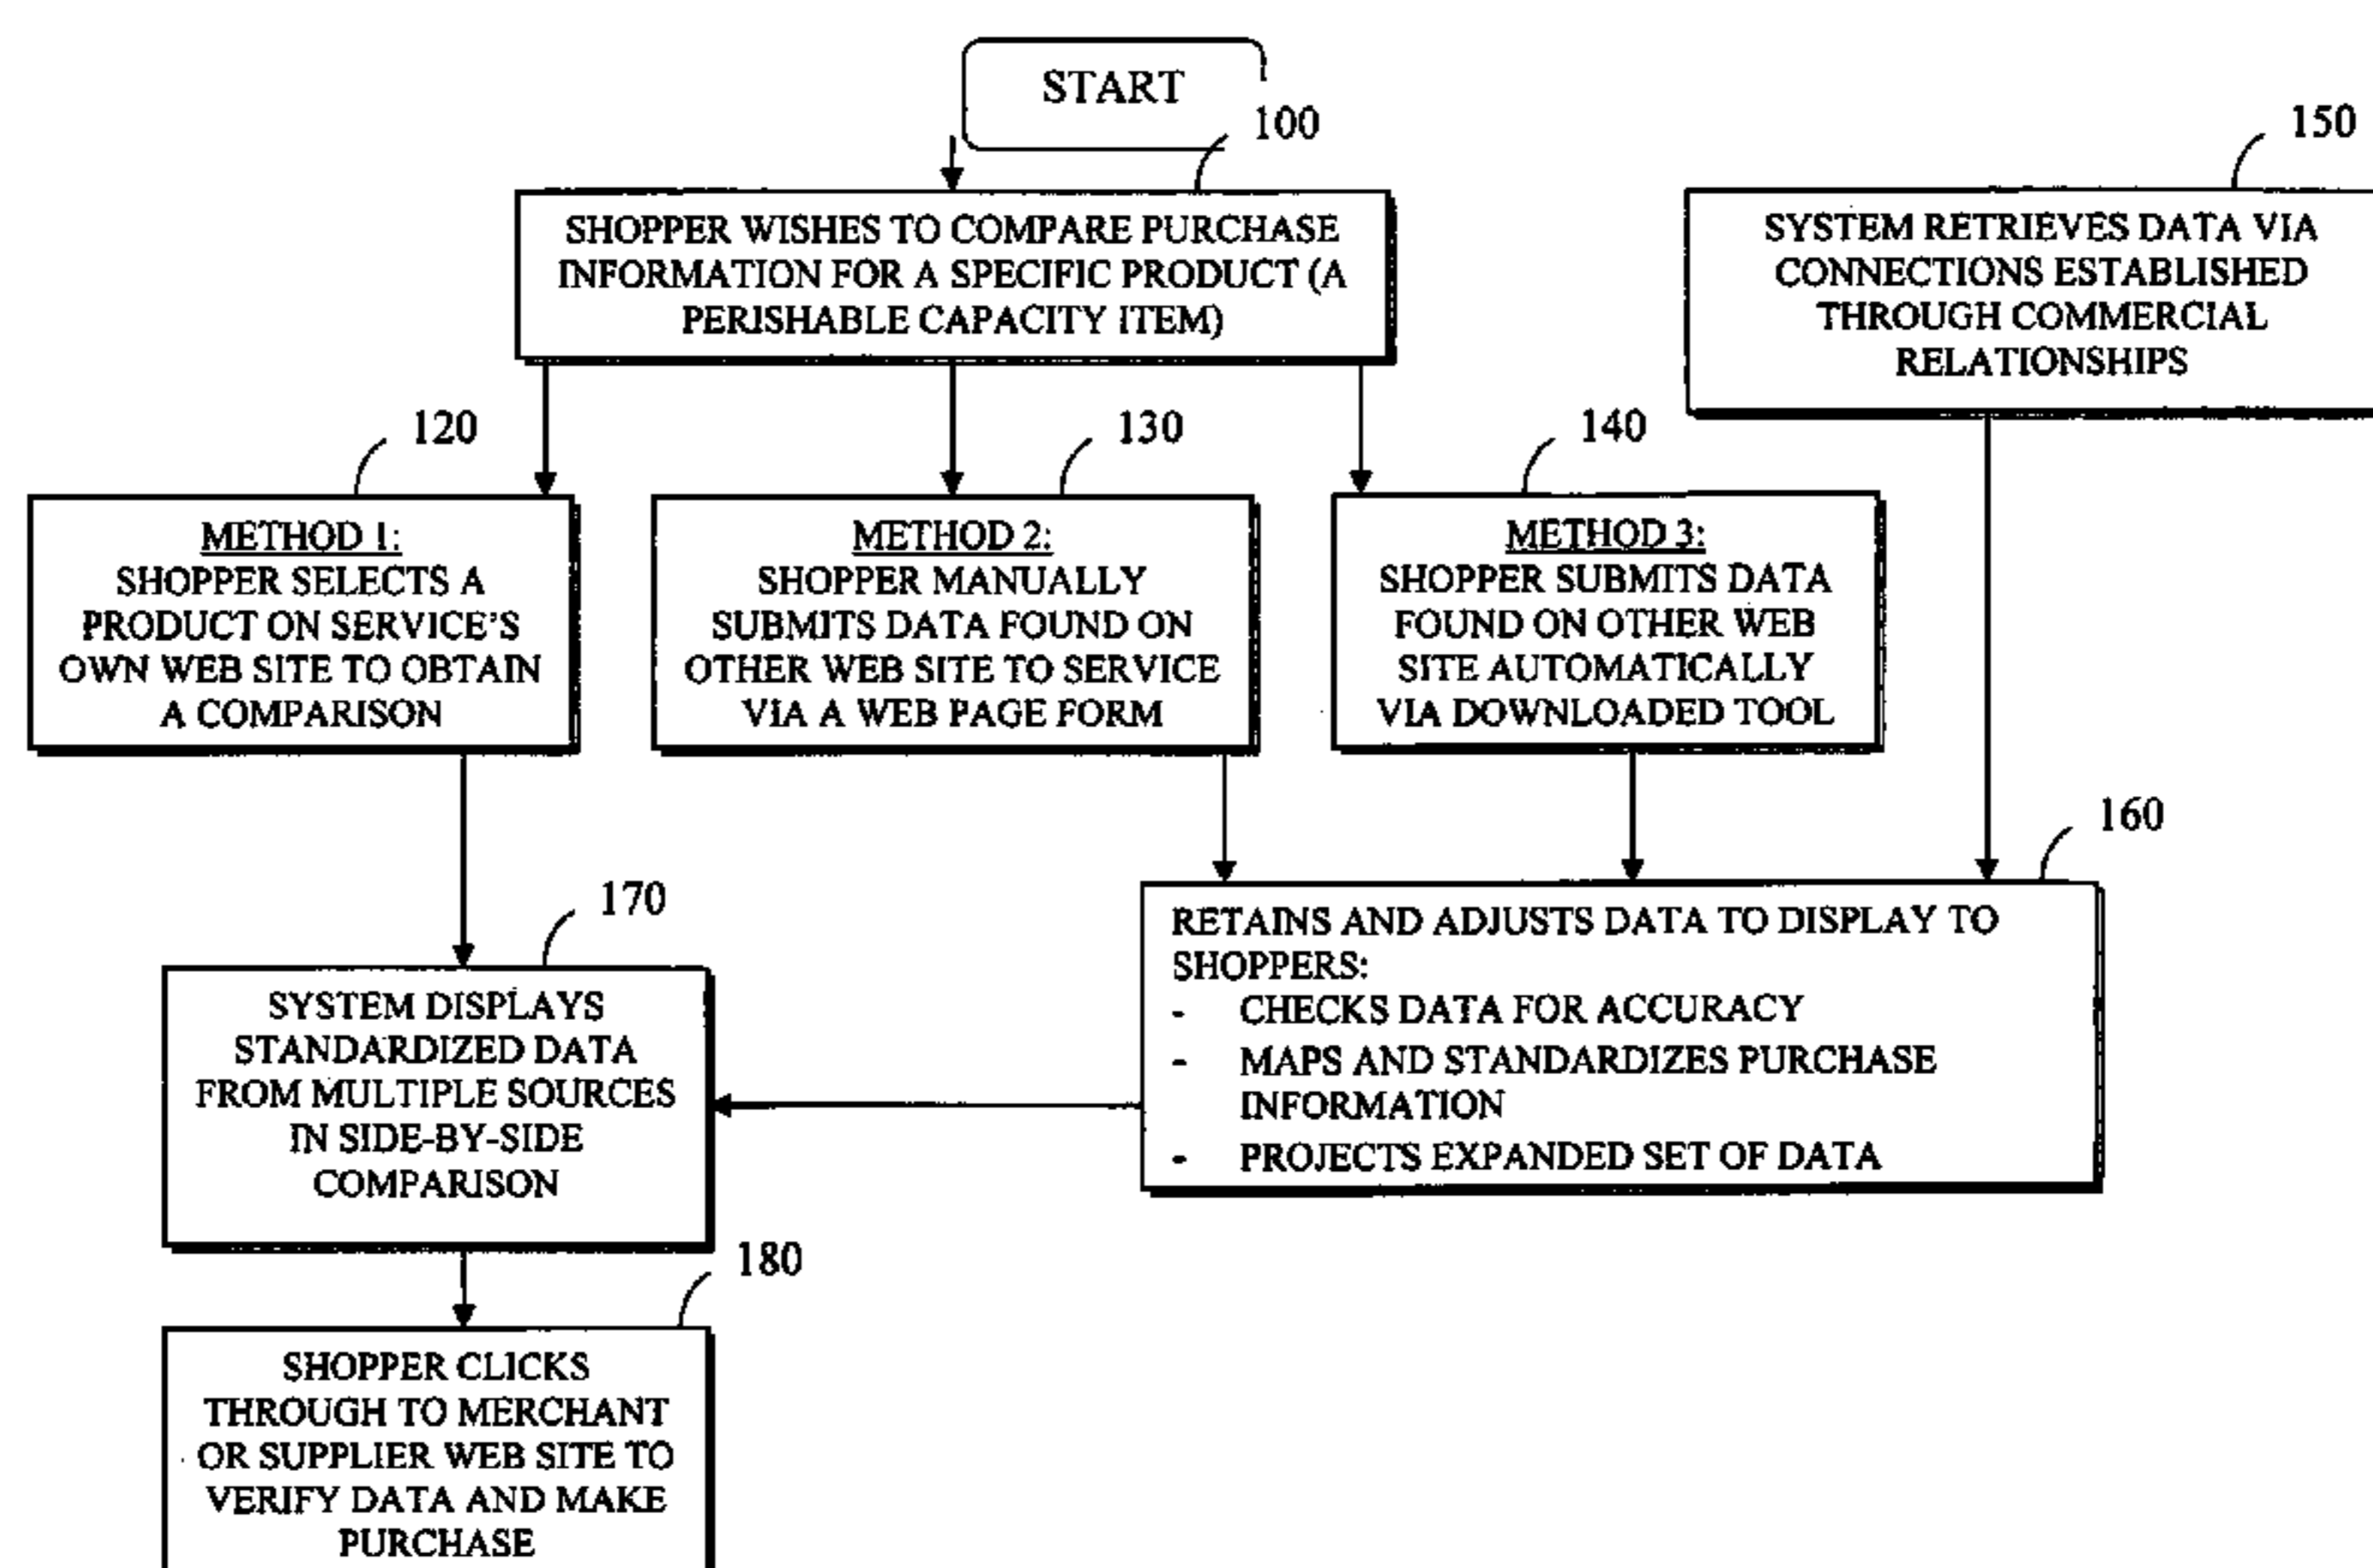 START
100
150
SHOPPER WISHES TO COMPARE PURCHASE
INFORMATION FOR A SPECIFIC PRODUCT (A
PERISHABLE CAPACITY ITEM)
SYSTEM RETRIEVES DATA VIA
CONNECTIONS ESTABLISHED
THROUGH COMMERCIAL
RELATIONSHIPS
120
METHOD 1:
SHOPPER SELECTS A
PRODUCT ON SERVICE'S
OWN WEB SITE TO OBTAIN
A COMPARISON
130
METHOD 2:
SHOPPER MANUALLY
SUBMITS DATA FOUND ON
OTHER WEB SITE TO SERVICE
VIA A WEB PAGE FORM
140
METHOD 3:
SHOPPER SUBMITS DATA
FOUND ON OTHER WEB
SITE AUTOMATICALLY
VIA DOWNLOADED TOOL
160
RETAINS AND ADJUSTS DATA TO DISPLAY TO
SHOPPERS:
- CHECKS DATA FOR ACCURACY
- MAPS AND STANDARDIZES PURCHASE
INFORMATION
- PROJECTS EXPANDED SET OF DATA
170
SYSTEM DISPLAYS
STANDARDIZED DATA
FROM MULTIPLE SOURCES
IN SIDE-BY-SIDE
COMPARISON
180
SHOPPER CLICKS
THROUGH TO MERCHANT
OR SUPPLIER WEB SITE TO
VERIFY DATA AND MAKE
PURCHASE